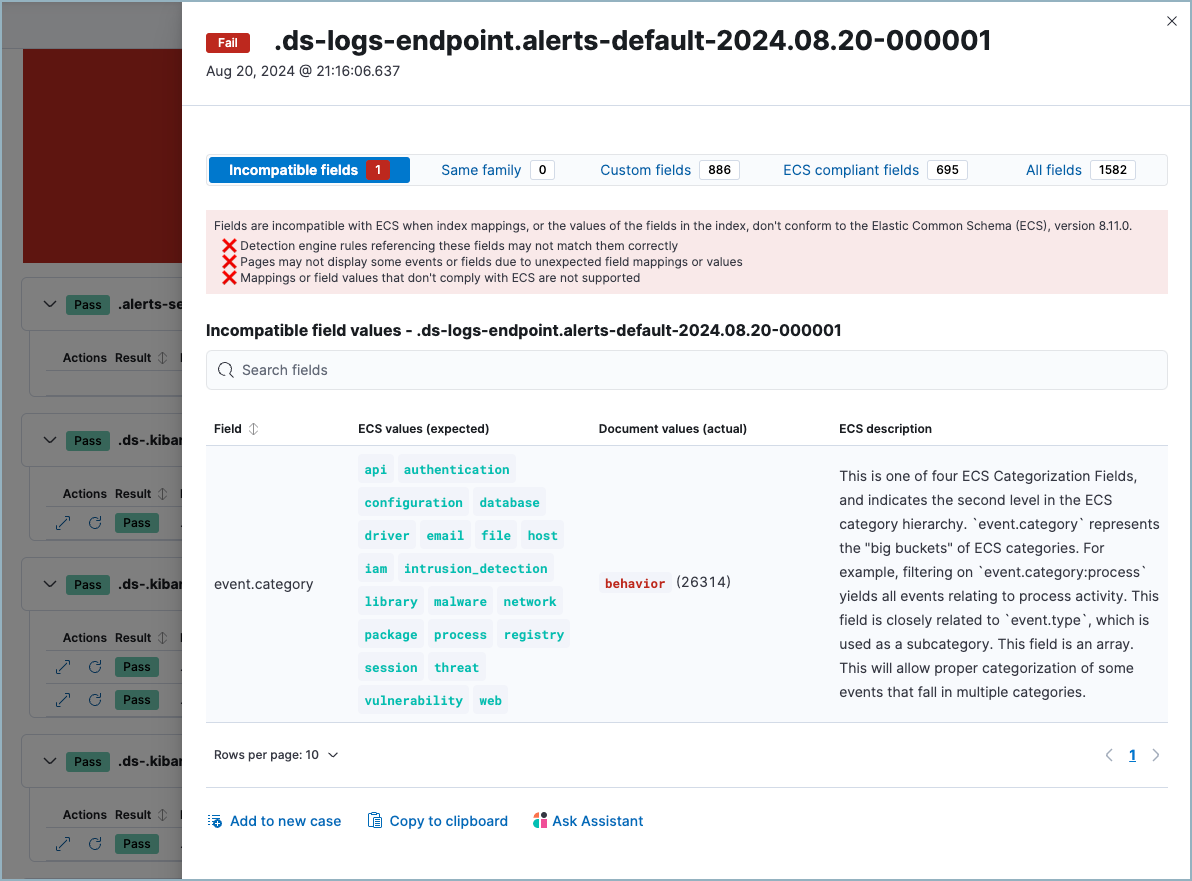 Fail .ds-logs-endpoint.alerts-default-2024.08.20-000001
Aug 20, 2024 @ 21:16:06.637
Incompatible fields 1 Same family 0 Custom fields 886 ECS compliant fields 695 All fields 1582
Fields are incompatible with ECS when index mappings, or the values of the fields in the index, don't conform to the Elastic Common Schema (ECS), version 8.11.0.
❌ Detection engine rules referencing these fields may not match them correctly
❌ Pages may not display some events or fields due to unexpected field mappings or values
❌ Mappings or field values that don't comply with ECS are not supported
Incompatible field values - .ds-logs-endpoint.alerts-default-2024.08.20-000001
Search fields
Field ECS values (expected) Document values (actual) ECS description
event.category
api authentication
configuration database
driver email file host
iam intrusion_detection
library malware network
package process registry
session threat
vulnerability web
behavior (26314)
This is one of four ECS Categorization Fields,
and indicates the second level in the ECS
category hierarchy. `event.category` represents
the "big buckets" of ECS categories. For
example, filtering on `event.category:process`
yields all events relating to process activity. This
field is closely related to `event.type`, which is
used as a subcategory. This field is an array.
This will allow proper categorization of some
events that fall in multiple categories.
Rows per page: 10
1
Add to new case Copy to clipboard Ask Assistant
Pass .alerts-se
Actions Result
Pass .ds-.kiba
Actions Result
Pass
Pass .ds-.kiba
Actions Result
Pass
Pass
Pass .ds-.kiba
Actions Result
Pass